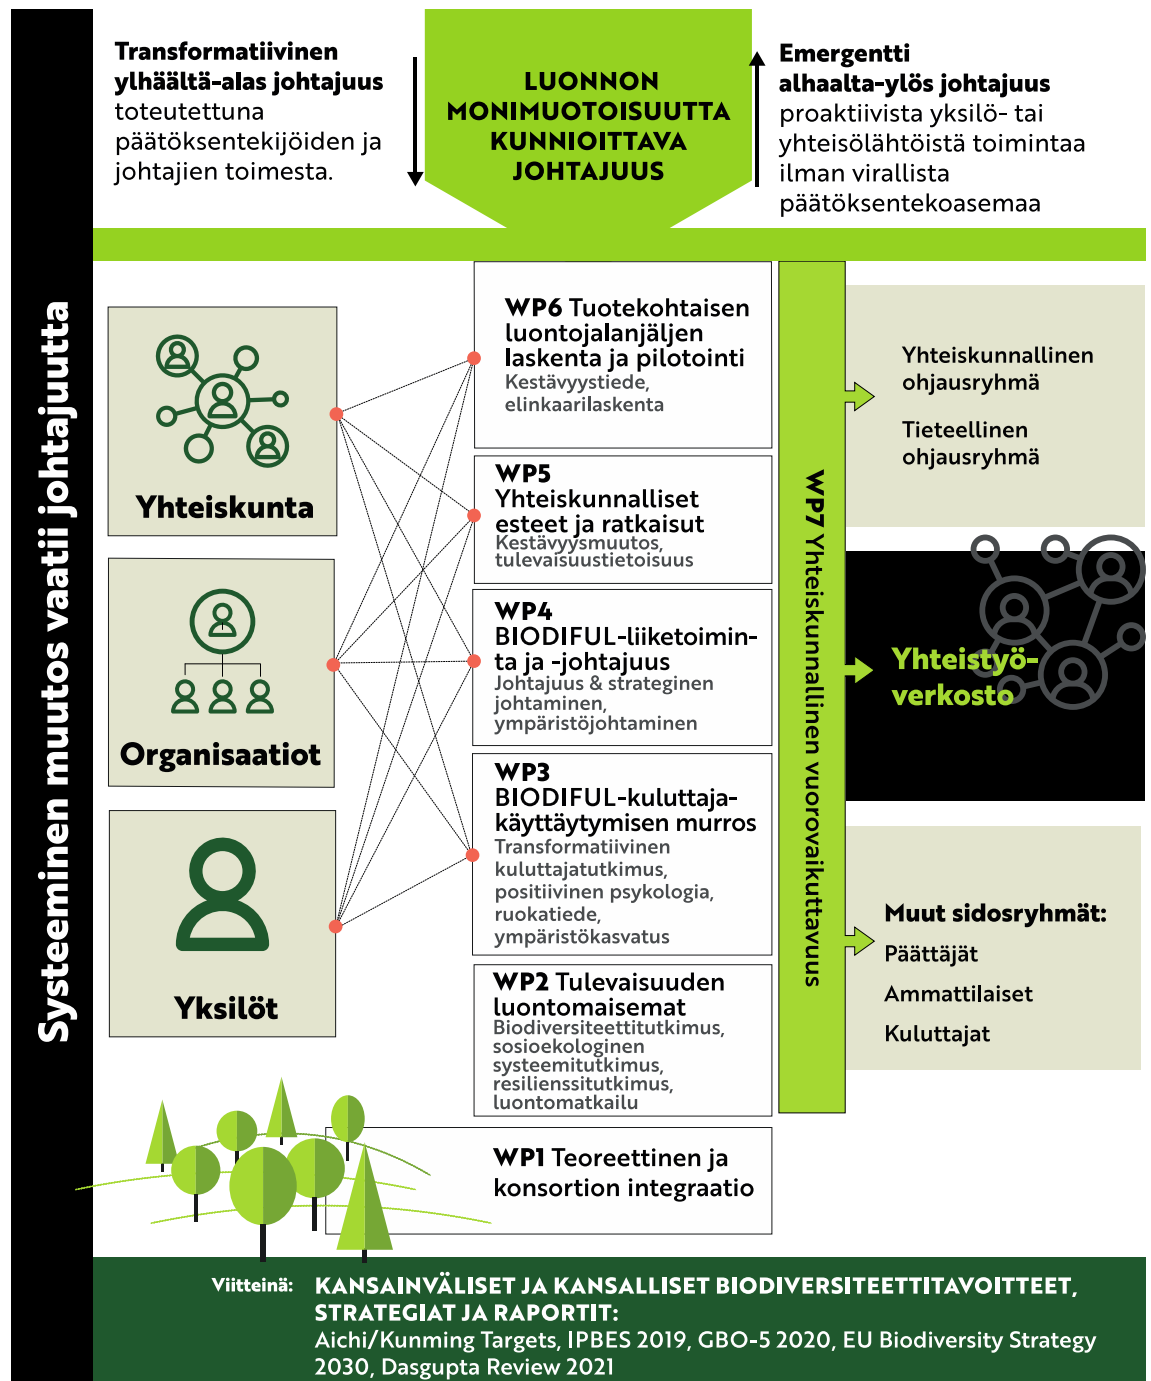 Systeeminen muutos vaatii johtajuutta
Transformatiivinen
ylhäältä-alas johtajuus
toteutettuna
päätöksentekijöiden ja
johtajien toimesta.
LUONNON
MONIMUOTOISUUTTA
KUNNIOITTAVA
JOHTAJUUS
Emergentti
alhaalta-ylös johtajuus
proaktiivista yksilö- tai
yhteisölähtöistä toimintaa
ilman virallista
päätöksentekoasemaa
Yhteiskunta
Organisaatiot
Yksilöt
WP6 Tuotekohtaisen
luontojalanjäljen
laskenta ja pilotointi
Kestävyystiede,
elinkaarilaskenta
WP5
Yhteiskunnalliset
esteet ja ratkaisut
Kestävyysmuutos,
tulevaisuustietoisuus
WP4
BIODIFUL-liiketoimin-
ta ja -johtajuus
Johtajuus & strateginen
johtaminen,
ympäristöjohtaminen
WP3
BIODIFUL-kuluttaja-
käyttäytymisen murros
Transformatiivinen
kuluttajatutkimus,
positiivinen psykologia,
ruokatiede,
ympäristökasvatus
WP2 Tulevaisuuden
luontomaisemat
Biodiversiteettitutkimus,
sosioekologinen
systeemitutkimus,
resilienssitutkimus,
luontomatkailu
WP1 Teoreettinen ja
konsortion integraatio
WP7 Yhteiskunnallinen vuorovaikuttavuus
Yhteiskunnallinen
ohjausryhmä
Tieteellinen
ohjausryhmä
Yhteistyö-
verkosto
Muut sidosryhmät:
Päättäjät
Ammattilaiset
Kuluttajat
Viitteinä: KANSAINVÄLISET JA KANSALLISET BIODIVERSITEETTITAVOITTEET,
STRATEGIAT JA RAPORTIT:
Aichi/Kunming Targets, IPBES 2019, GBO-5 2020, EU Biodiversity Strategy
2030, Dasgupta Review 2021